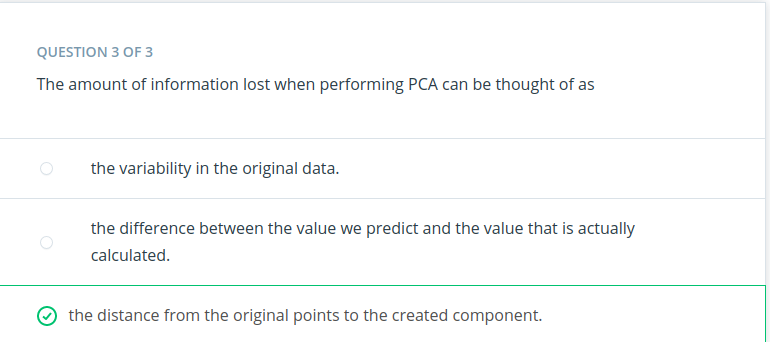 QUESTION 3 OF 3
The amount of information lost when performing PCA can be thought of as
the variability in the original data.
the difference between the value we predict and the value that is actually
calculated.
the distance from the original points to the created component.